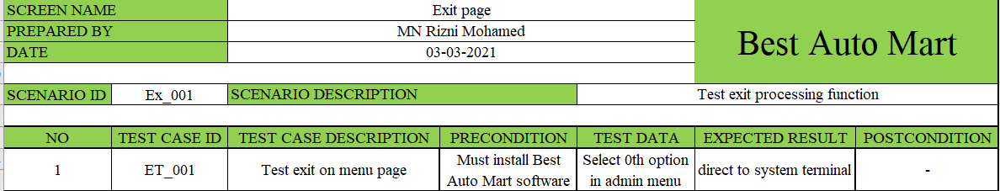 SCREEN NAME Exit page
PREPARED BY MN Rizni Mohamed
DATE 03-03-2021
Best Auto Mart
SCENARIO ID Ex_001 SCENARIO DESCRIPTION Test exit processing function
NO TEST CASE ID TEST CASE DESCRIPTION PRECONDITION TEST DATA EXPECTED RESULT POSTCONDITION
1 ET_001 Test exit on menu page Must install Best Auto Mart software Select 0th option in admin menu direct to system terminal -